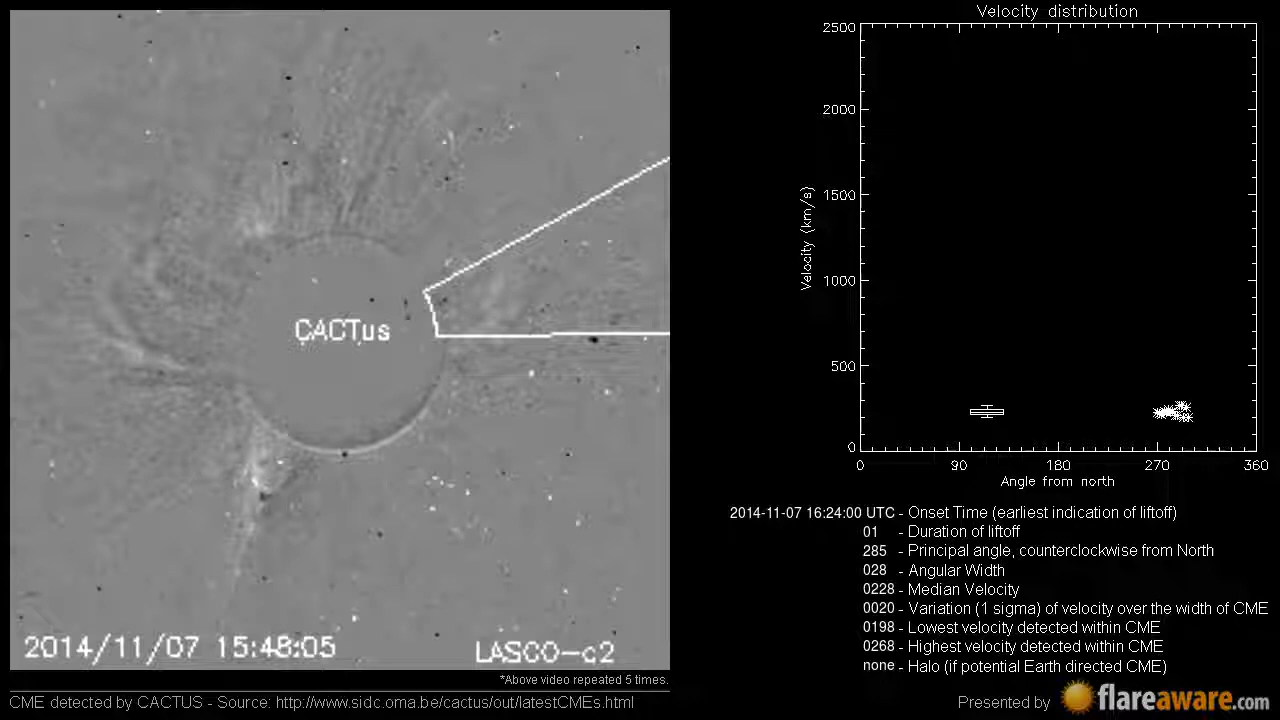 Velocity distribution
CACTus
2014/11/07 15:48:05
LASCO-c2
*Above video repeated 5 times.
CME detected by CACTUS - Source: http://www.sidc.oma.be/cactus/out/latestCMEs.html
2500
2000
1500
1000
500
0
Velocity (km/s)
0 90 180 270 360
Angle from north
2014-11-07 16:24:00 UTC - Onset Time (earliest indication of liftoff)
01 - Duration of liftoff
285 - Principal angle, counterclockwise from North
028 - Angular Width
0228 - Median Velocity
0020 - Variation (1 sigma) of velocity over the width of CME
0198 - Lowest velocity detected within CME
0268 - Highest velocity detected within CME
none - Halo (if potential Earth directed CME)
Presented by flareaware.com